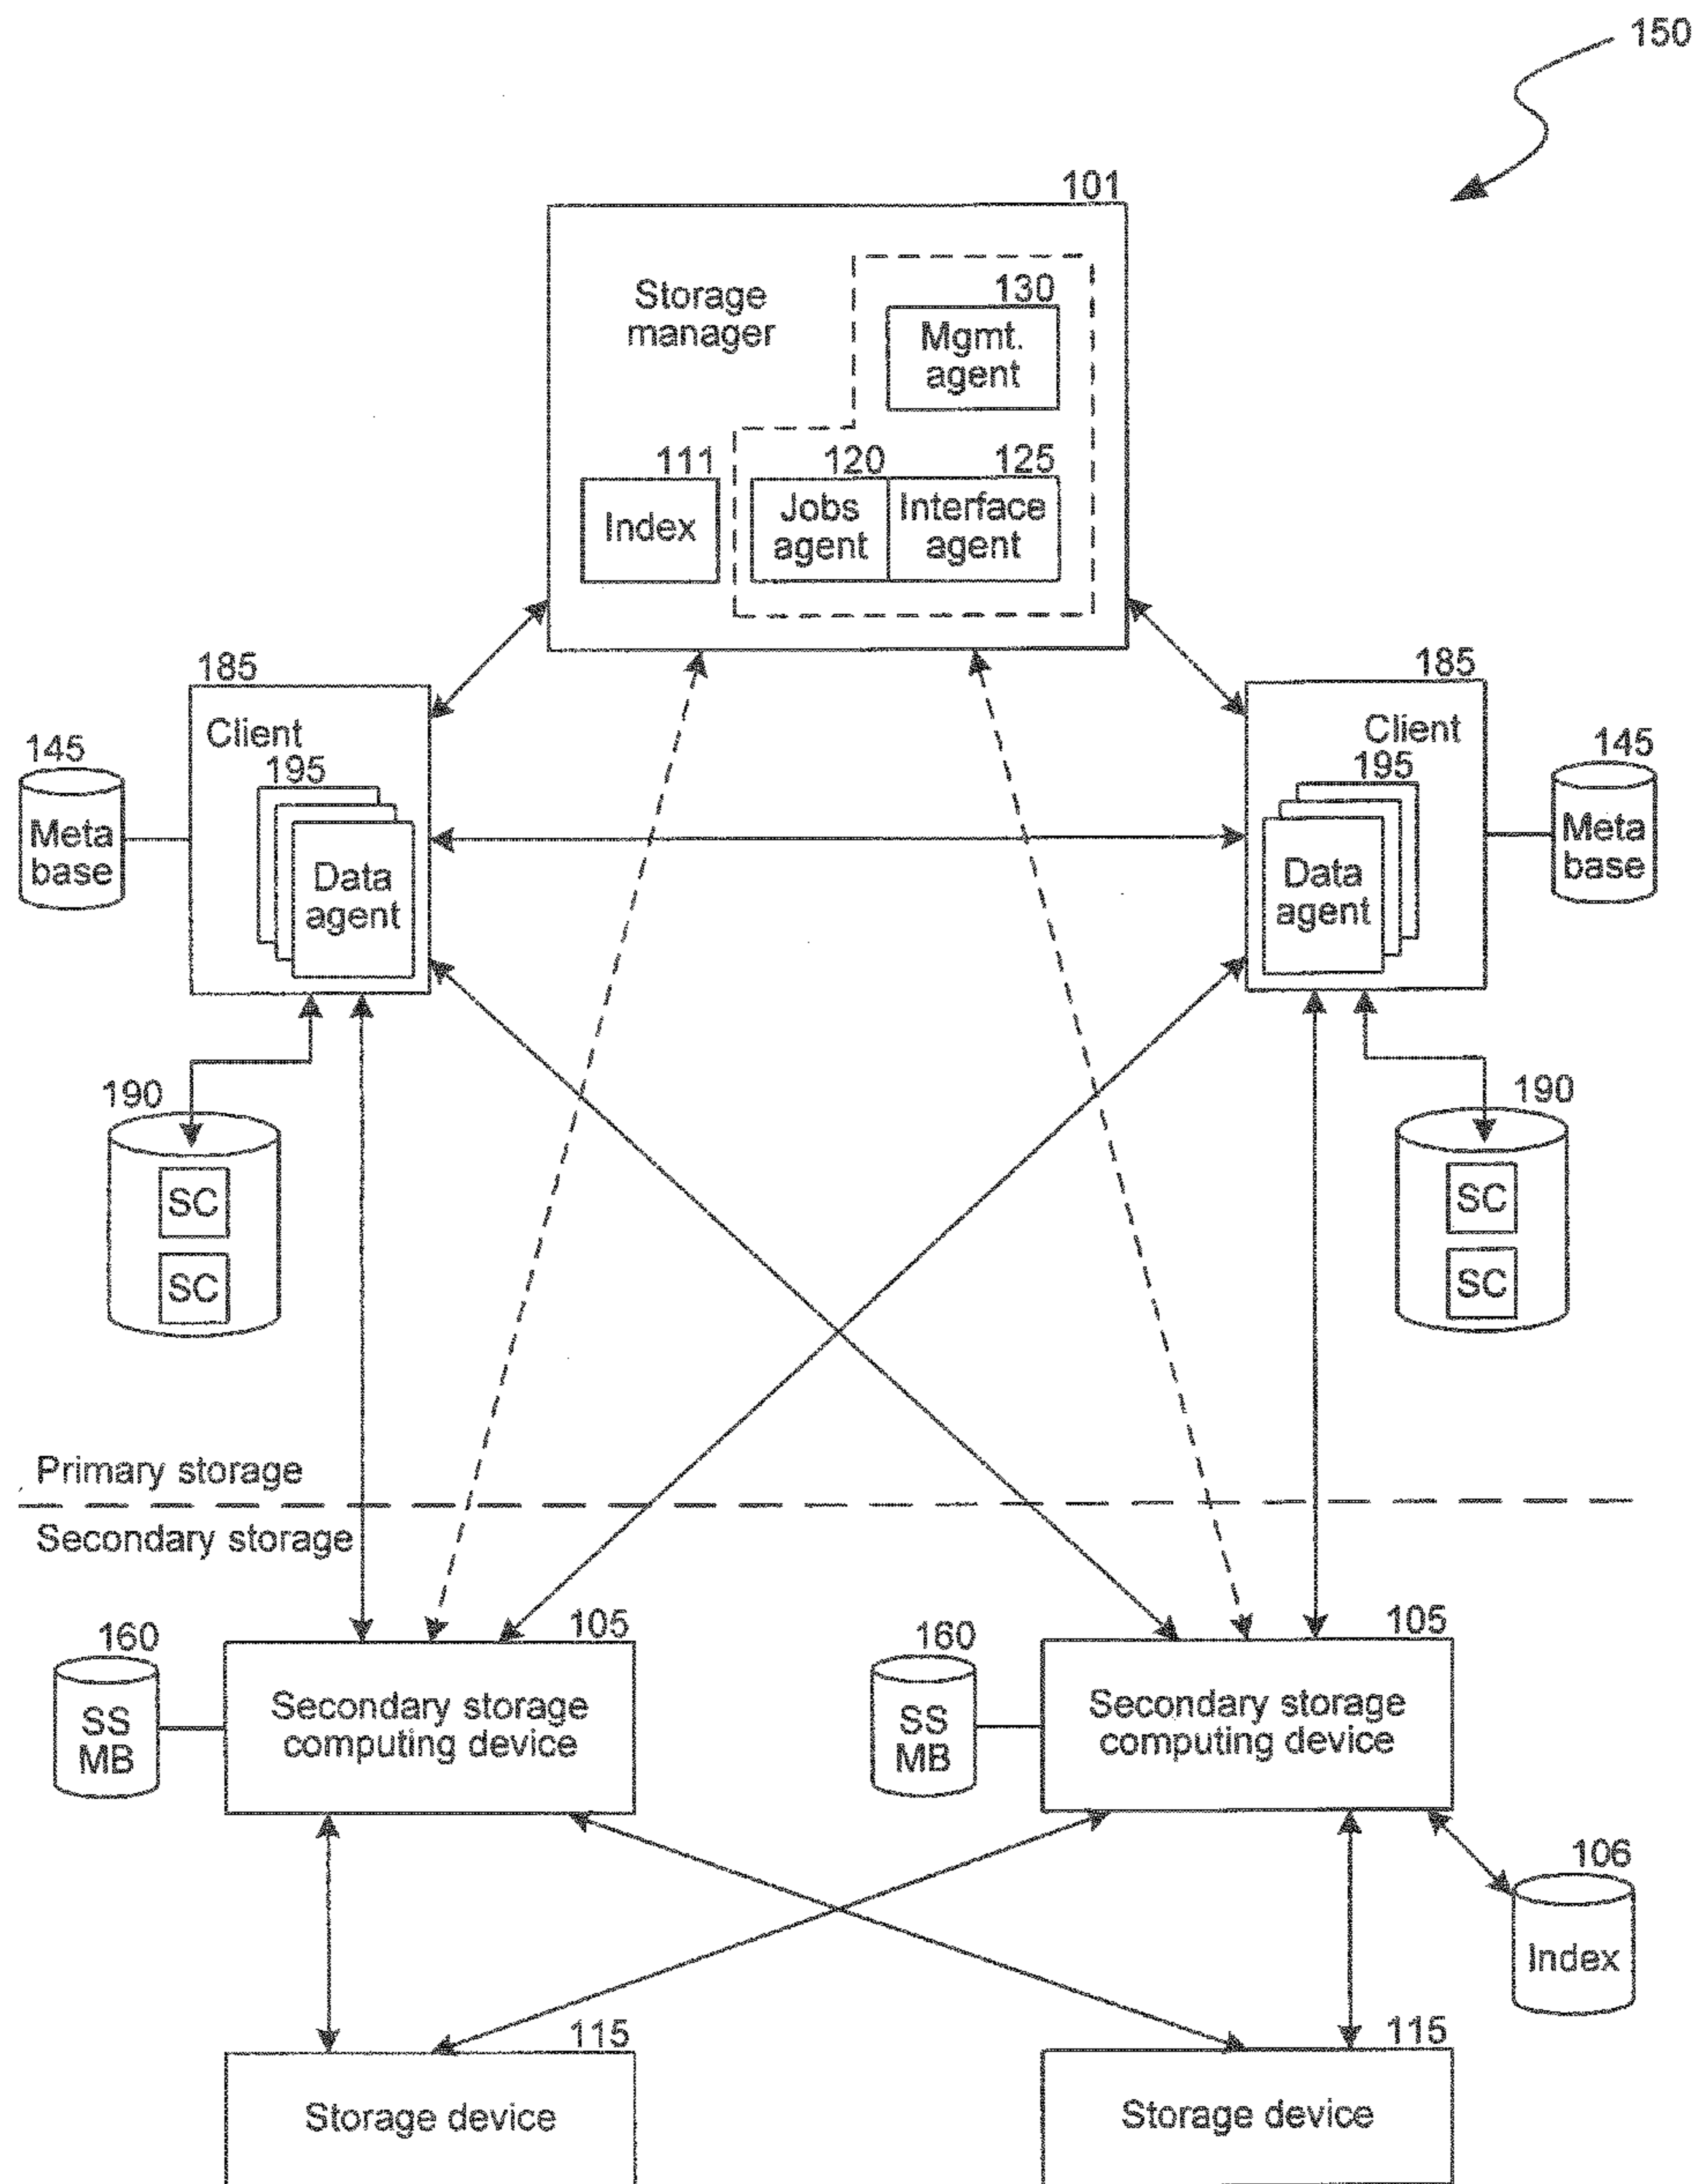 150
101
Storage
manager
130
Mgmt.
agent
111
Index
120
Jobs
agent
125
Interface
agent
185
Client
195
Data
agent
145
Meta
base
185
Client
195
Data
agent
145
Meta
base
190
SC
SC
190
SC
SC
Primary storage
Secondary storage
160
SS
MB
105
Secondary storage
computing device
160
SS
MB
105
Secondary storage
computing device
106
Index
115
Storage device
115
Storage device